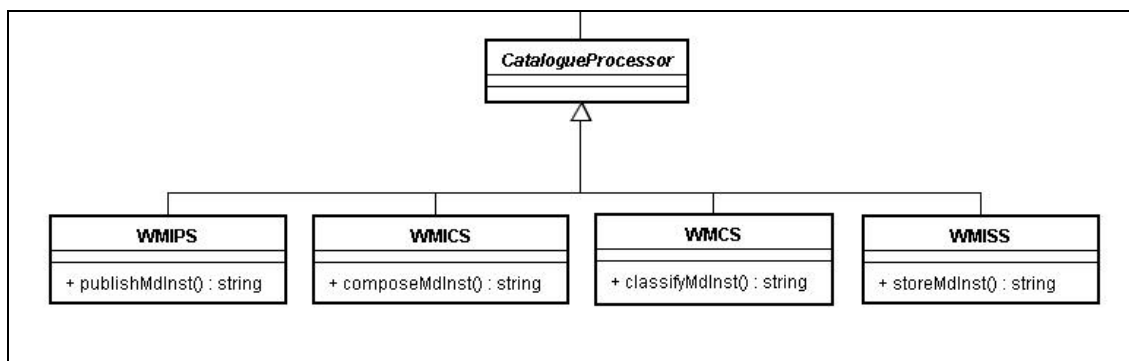 CatalogueProcessor
WMIPS
+ publishMdInst() : string
WMICS
+ composeMdInst() : string
WMCS
+ classifyMdInst() : string
WMISS
+ storeMdInst() : string